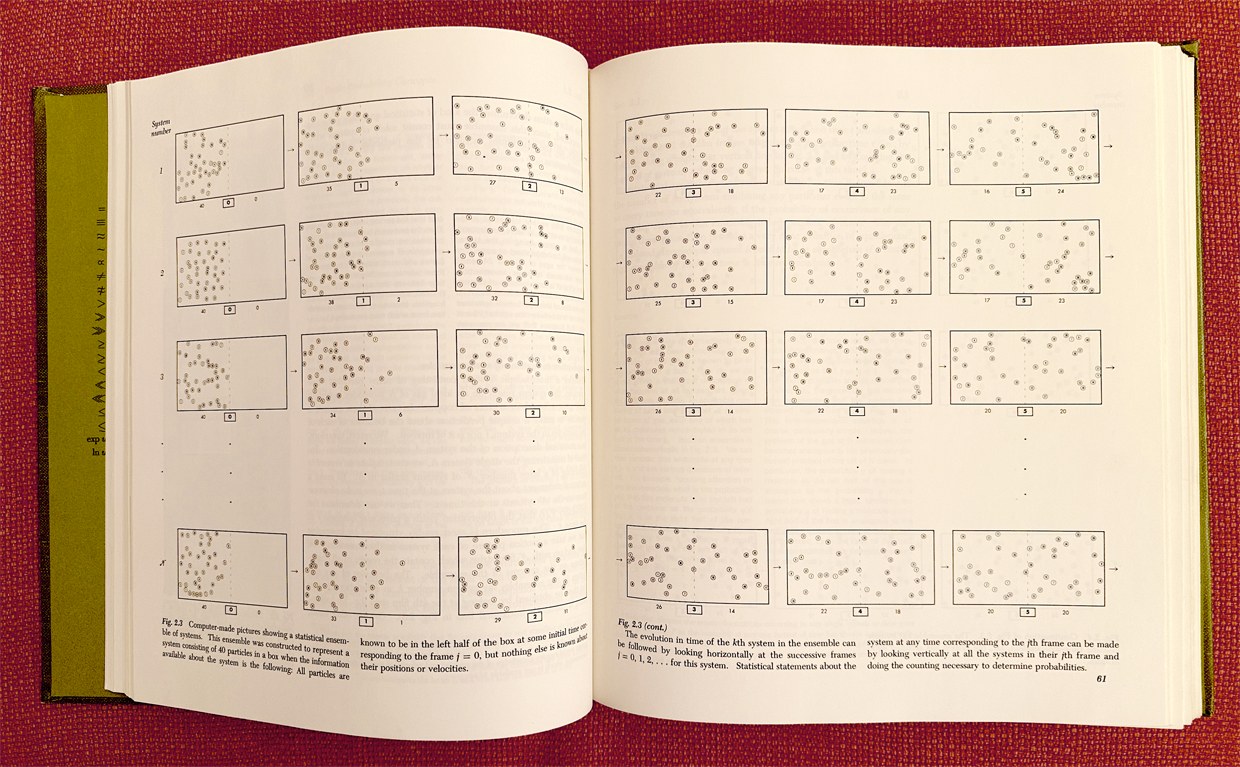 System
number
1
40 0 0
35 1 5
27 2 13
22 3 18
17 4 23
16 5 24
2
40 0 0
38 1 2
32 2 8
25 3 15
17 4 23
17 5 23
3
40 0 0
34 1 6
30 2 10
26 3 14
22 4 18
20 5 20
𝒩
40 0 0
33 1 1
29 2 11
26 3 14
22 4 18
20 5 20
exp
ln
Fig. 2.3 Computer-made pictures showing a statistical ensem-
ble of systems. This ensemble was constructed to represent a
system consisting of 40 particles in a box when the information
available about the system is the following: All particles are
known to be in the left half of the box at some initial time cor-
responding to the frame j = 0, but nothing else is known about
their positions or velocities.
Fig. 2.3 (cont.)
The evolution in time of the kth system in the ensemble can
be followed by looking horizontally at the successive frames
j = 0, 1, 2, . . . for this system. Statistical statements about the
system at any time corresponding to the jth frame can be made
by looking vertically at all the systems in their jth frame and
doing the counting necessary to determine probabilities.
61